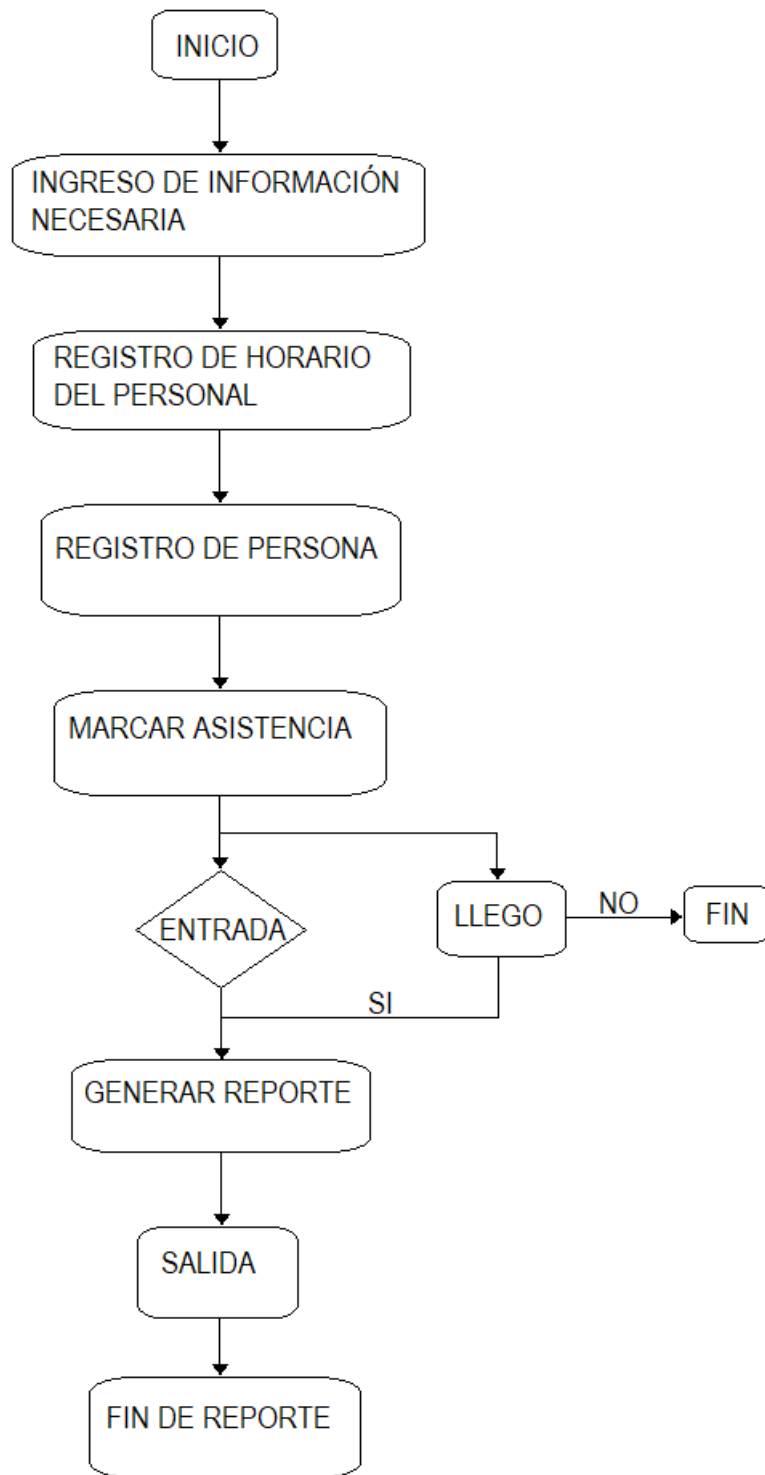 INICIO
INGRESO DE INFORMACIÓN
NECESARIA
REGISTRO DE HORARIO
DEL PERSONAL
REGISTRO DE PERSONA
MARCAR ASISTENCIA
ENTRADA
LLEGO
NO
FIN
SI
GENERAR REPORTE
SALIDA
FIN DE REPORTE